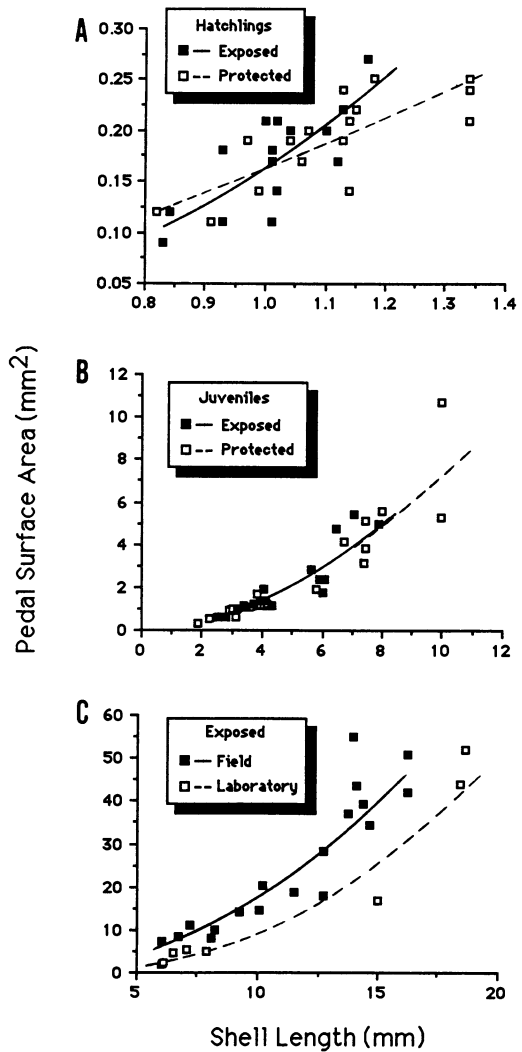 A
Hatchlings
Exposed
Protected
0.30
0.25
0.20
0.15
0.10
0.05
0.8 0.9 1.0 1.1 1.2 1.3 1.4
Pedal Surface Area (mm2)
B
Juveniles
Exposed
Protected
12
10
8
6
4
2
0
0 2 4 6 8 10 12
C
Exposed
Field
Laboratory
60
50
40
30
20
10
0
5 10 15 20
Shell Length (mm)